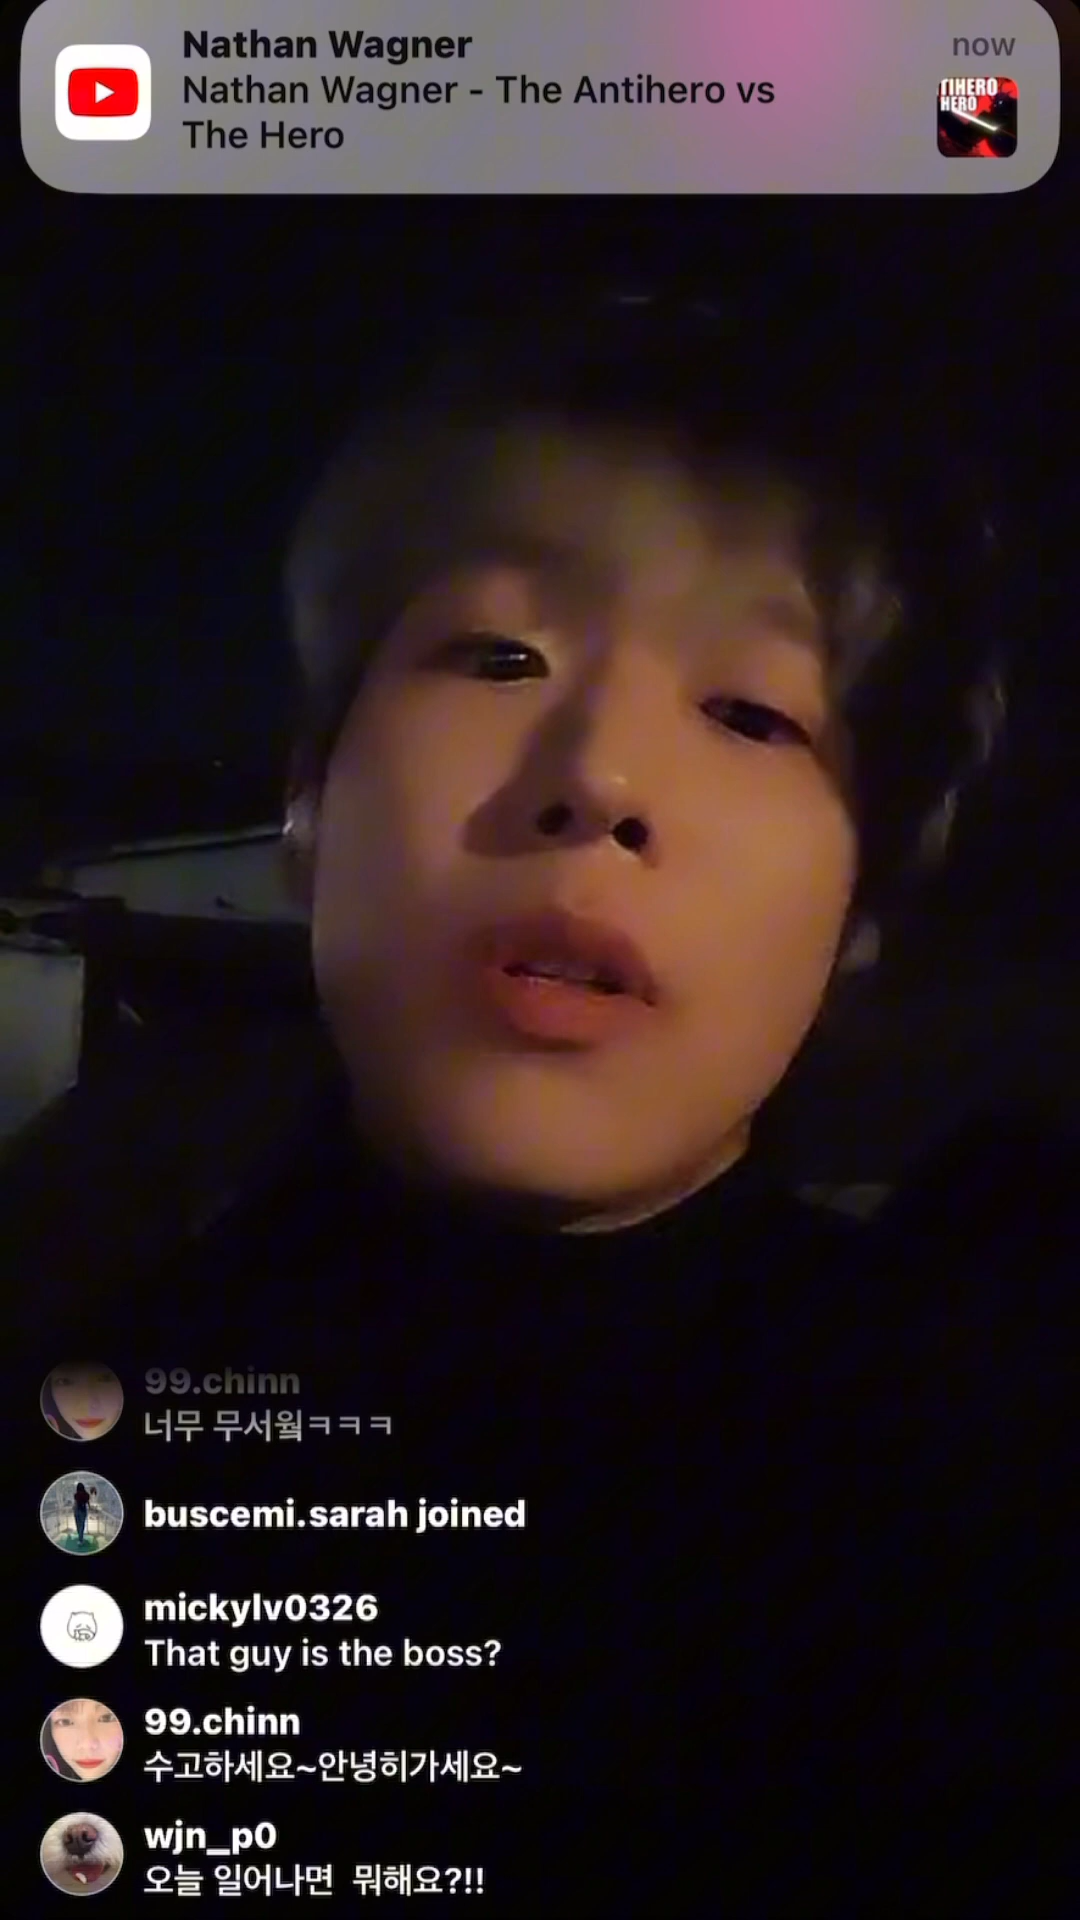 Nathan Wagner
now
Nathan Wagner - The Antihero vs
The Hero
TIHERO
HERO
99.chinn
너무 무서웤ㅋㅋㅋ
buscemi.sarah joined
mickylv0326
That guy is the boss?
99.chinn
수고하세요~안녕히가세요~
wjn_p0
오늘 일어나면 뭐해요?!!